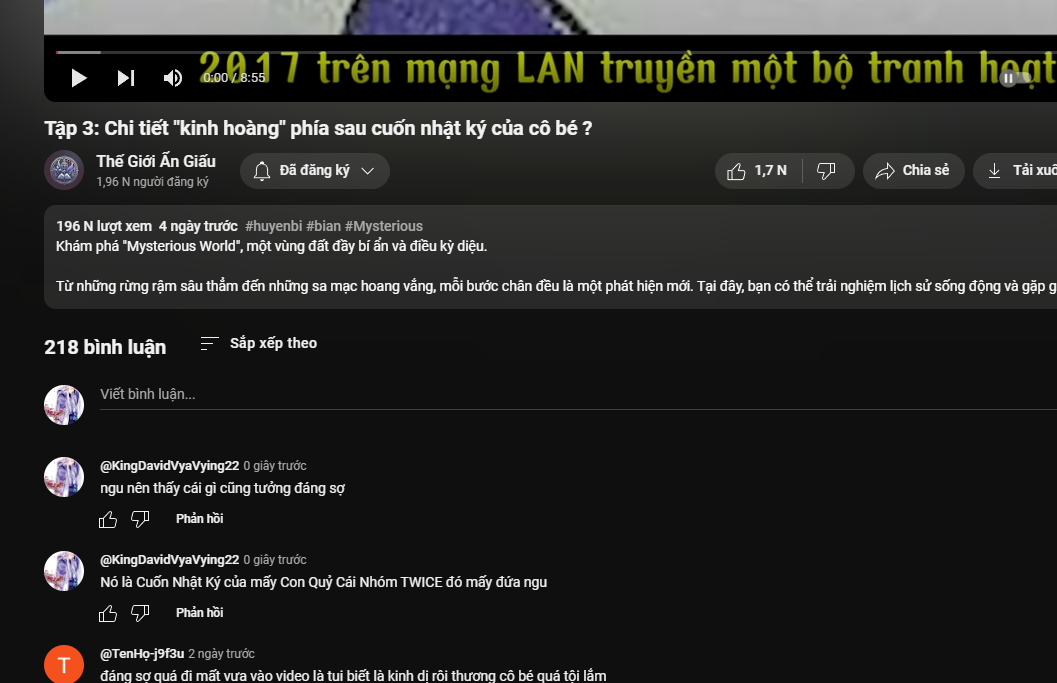 2017 trên mạng LAN truyền một bộ tranh hoạt
0:00 / 8:55
Tập 3: Chi tiết "kinh hoàng" phía sau cuốn nhật ký của cô bé ?
Thế Giới Ẩn Giấu
1,96 N người đăng ký
Đã đăng ký
1,7 N
Chia sẻ
Tải xuố
196 N lượt xem 4 ngày trước #huyenbi #bian #Mysterious
Khám phá "Mysterious World", một vùng đất đầy bí ẩn và điều kỳ diệu.
Từ những rừng rậm sâu thẳm đến những sa mạc hoang vắng, mỗi bước chân đều là một phát hiện mới. Tại đây, bạn có thể trải nghiệm lịch sử sống động và gặp g
218 bình luận
Sắp xếp theo
Viết bình luận...
@KingDavidVyaVying22 0 giây trước
ngu nên thấy cái gì cũng tưởng đáng sợ
Phản hồi
@KingDavidVyaVying22 0 giây trước
Nó là Cuốn Nhật Ký của mấy Con Quỷ Cái Nhóm TWICE đó mấy đứa ngu
Phản hồi
T
@TenHọ-j9f3u 2 ngày trước
đáng sợ quá đi mất vưa vào video là tui biết là kinh dị rôi thương cô bé quá tội lắm